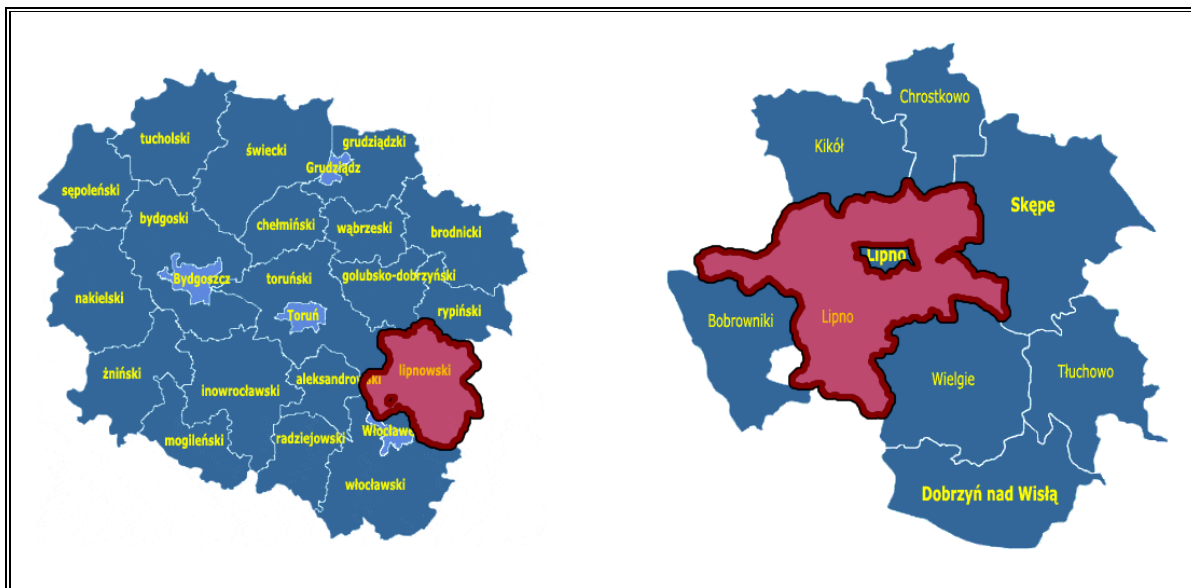 tucholski
świecki
grudziądzki
Grudziądz
sępoleński
bydgoski
chełmiński
wąbrzeski
brodnicki
Bydgoszcz
toruński
golubsko-dobrzyński
nakielski
Toruń
rypiński
żniński
inowrocławski
aleksandrowski
lipnowski
mogileński
radziejowski
Włocławe
włocławski
Chrostkowo
Kikół
Skępe
Lipno
Bobrowniki
Lipno
Wielgie
Tłuchowo
Dobrzyń nad Wisłą